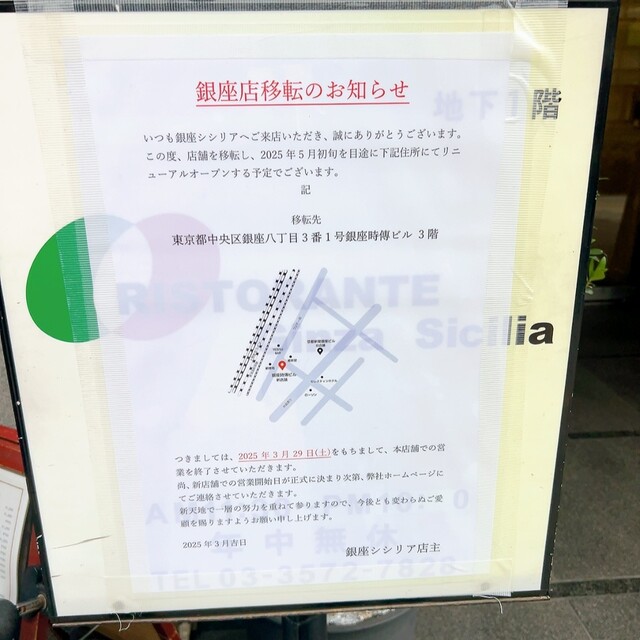 銀座店移転のお知らせ
地下1階
いつも銀座シシリアへご来店いただき、誠にありがとうございます。
この度、店舗を移転し、2025年5月初旬を目途に下記住所にてリニ
ューアルオープンする予定でございます。
記
移転先
東京都中央区銀座八丁目3番1号銀座時傳ビル 3階
RISTORANTE
Ginza Sicilia
つきましては、2025年3月29日(土)をもちまして、本店舗での営
業を終了させていただきます。
尚、新店舗での営業開始日が正式に決まり次第、弊社ホームページに
てご連絡させていただきます。
新天地で一層の努力を重ねて参りますので、今後とも変わらぬご愛
顧を賜りますようお願い申し上げます。
2025年3月吉日
銀座シシリア店主
年中無休
TEL 03-3572-7828